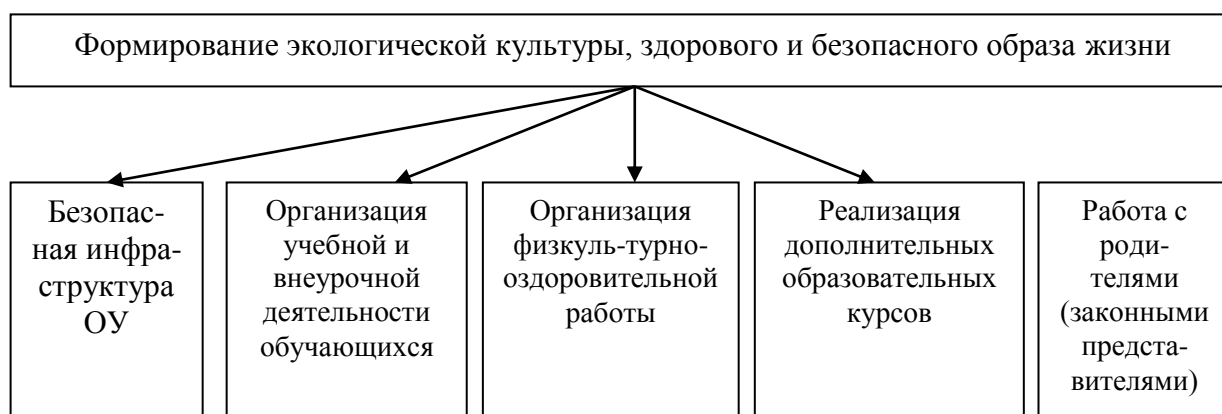 Формирование экологической культуры, здорового и безопасного образа жизни
Безопас-
ная инфра-
структура
ОУ
Организация
учебной и
внеурочной
деятельности
обучающихся
Организация
физкуль-турно-
оздоровительной
работы
Реализация
дополнительных
образовательных
курсов
Работа с
роди-
телями
(законными
предста-
вителями)